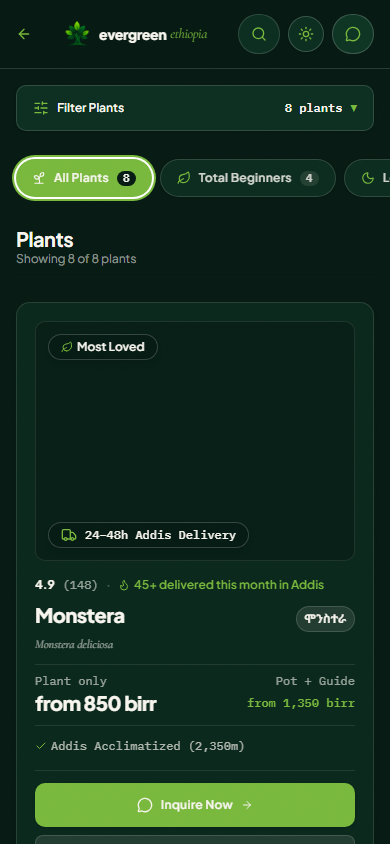 evergreen ethiopia
Filter Plants
8 plants ▼
All Plants 8
Total Beginners 4
Plants
Showing 8 of 8 plants
Most Loved
24–48h Addis Delivery
4.9 (148) · 45+ delivered this month in Addis
Monstera
ሞንስተራ
Monstera deliciosa
Plant only
Pot + Guide
from 850 birr
from 1,350 birr
✓ Addis Acclimatized (2,350m)
Inquire Now →